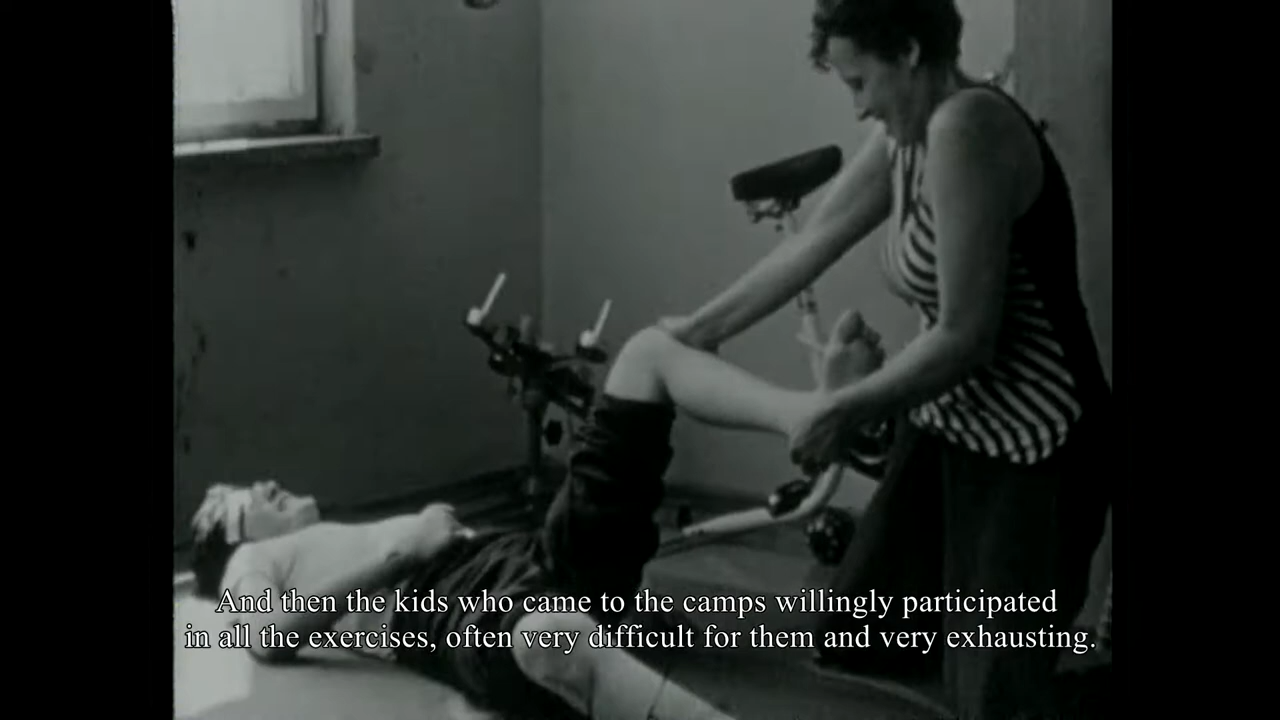 And then the kids who came to the camps willingly participated
in all the exercises, often very difficult for them and very exhausting.